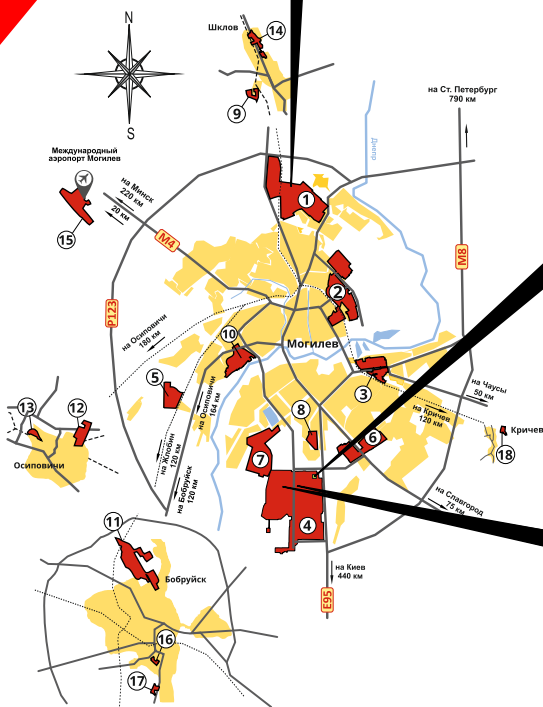 N
S
Шклов
14
9
на Ст. Петербург
790 км
Днепр
Международный
аэропорт Могилев
15
на Минск
220 км
20 км
M4
P123
M8
1
2
на Осиповичи
180 км
10
Могилев
3
5
на Осиповичи
164 км
на Чаусы
50 км
на Кричев
120 км
Кричев
18
13
12
Осиповичи
8
6
7
на Жлобин
120 км
на Бобруйск
120 км
4
на Славгород
75 км
11
Бобруйск
на Киев
440 км
E95
16
17